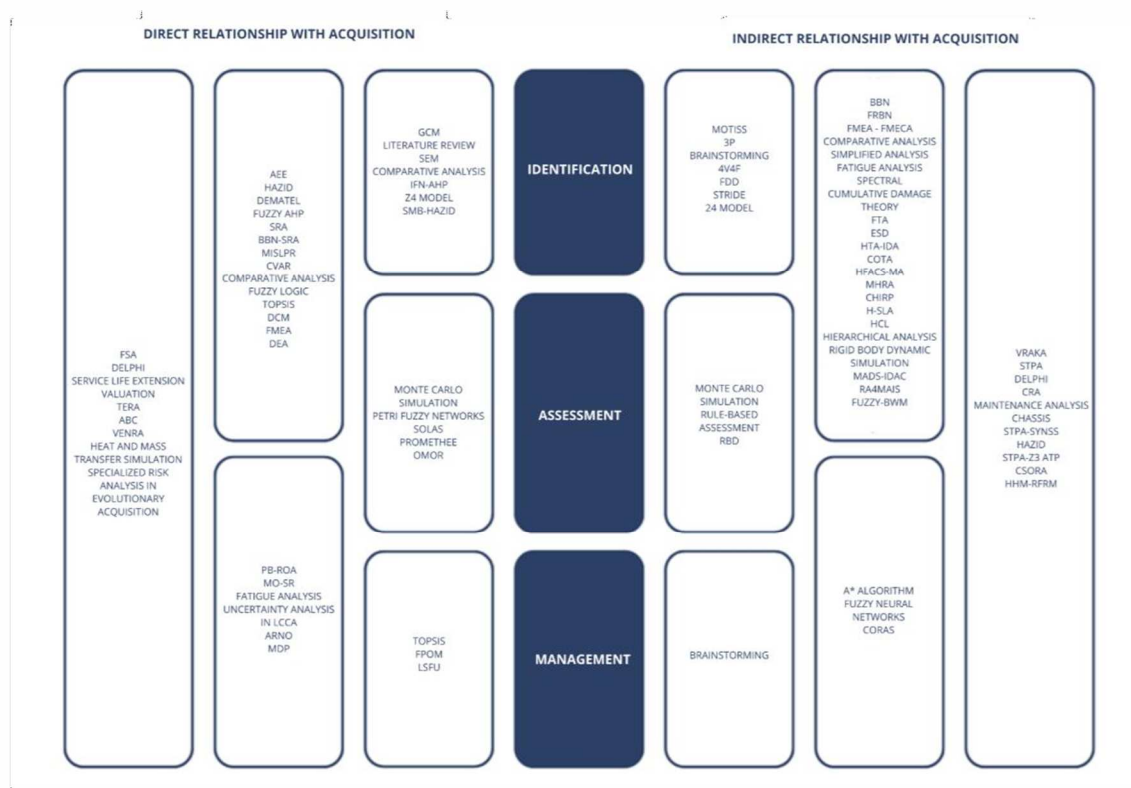 DIRECT RELATIONSHIP WITH ACQUISITION
INDIRECT RELATIONSHIP WITH ACQUISITION
FSA
DELPHI
SERVICE LIFE EXTENSION
VALUATION
TERA
ABC
VENRA
HEAT AND MASS
TRANSFER SIMULATION
SPECIALIZED RISK
ANALYSIS IN
EVOLUTIONARY
ACQUISITION
AEE
HAZID
DEMATEL
FUZZY AHP
SRA
BBN-SRA
MISLPR
CVAR
COMPARATIVE ANALYSIS
FUZZY LOGIC
TOPSIS
DCM
FMEA
DEA
PB-ROA
MO-SR
FATIGUE ANALYSIS
UNCERTAINTY ANALYSIS
IN LCCA
ARNO
MDP
GCM
LITERATURE REVIEW
SEM
COMPARATIVE ANALYSIS
IFN-AHP
Z4 MODEL
SMB-HAZID
MONTE CARLO
SIMULATION
PETRI FUZZY NETWORKS
SOLAS
PROMETHEE
OMOR
TOPSIS
FPOM
LSFU
IDENTIFICATION
ASSESSMENT
MANAGEMENT
MOTISS
3P
BRAINSTORMING
4V4F
FDD
STRIDE
24 MODEL
MONTE CARLO
SIMULATION
RULE-BASED
ASSESSMENT
RBD
BRAINSTORMING
BBN
FRBN
FMEA - FMECA
COMPARATIVE ANALYSIS
SIMPLIFIED ANALYSIS
FATIGUE ANALYSIS
SPECTRAL
CUMULATIVE DAMAGE
THEORY
FTA
ESD
HTA-IDA
COTA
HFACS-MA
MHRA
CHIRP
H-SLA
HCL
HIERARCHICAL ANALYSIS
RIGID BODY DYNAMIC
SIMULATION
MADS-IDAC
RA4MAIS
FUZZY-BWM
A* ALGORITHM
FUZZY NEURAL
NETWORKS
CORAS
VRAKA
STPA
DELPHI
CRA
MAINTENANCE ANALYSIS
CHASSIS
STPA-SYNSS
HAZID
STPA-Z3 ATP
CSORA
HHM-RFRM